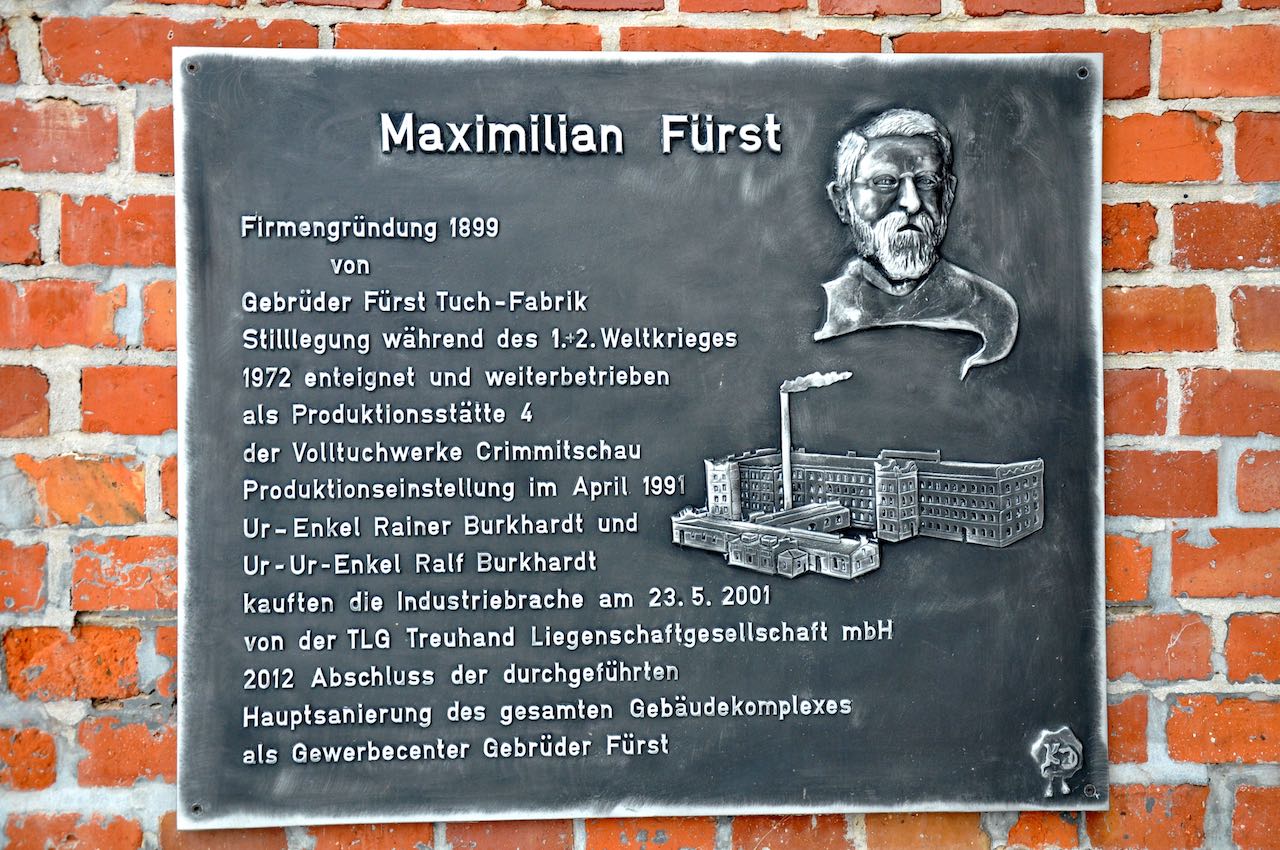 Maximilian Fürst
Firmengründung 1899
von
Gebrüder Fürst Tuch-Fabrik
Stilllegung während des 1.+2. Weltkrieges
1972 enteignet und weiterbetrieben
als Produktionsstätte 4
der Volltuchwerke Crimmitschau
Produktionseinstellung im April 1991
Ur-Enkel Rainer Burkhardt und
Ur-Ur-Enkel Ralf Burkhardt
kauften die Industriebrache am 23.5.2001
von der TLG Treuhand Liegenschaftgesellschaft mbH
2012 Abschluss der durchgeführten
Hauptsanierung des gesamten Gebäudekomplexes
als Gewerbecenter Gebrüder Fürst